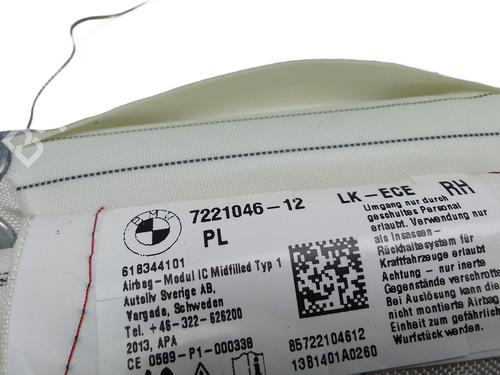 BMW
7221046-12
LK-ECE
RH
PL
618344101
Airbag-Modul IC Midfilled Typ 1
Autoliv Sverige AB,
Vargada, Schweden
Tel. +46-322-626200
2013, APA
CE 0589-P1-000338
85722104612
13B1401A0260
Umgang nur durch
geschultes Personal
erlaubt. Verwendung nur
als Insassen-
Rückhaltesystem für
Kraftfahrzeuge erlaubt
Achtung - nur inerte
Gegenstände verschieben
Bei Auslösung kann diese
nicht montierte Airbag
Einheit zum gefährlichen
Wurfstück werden.